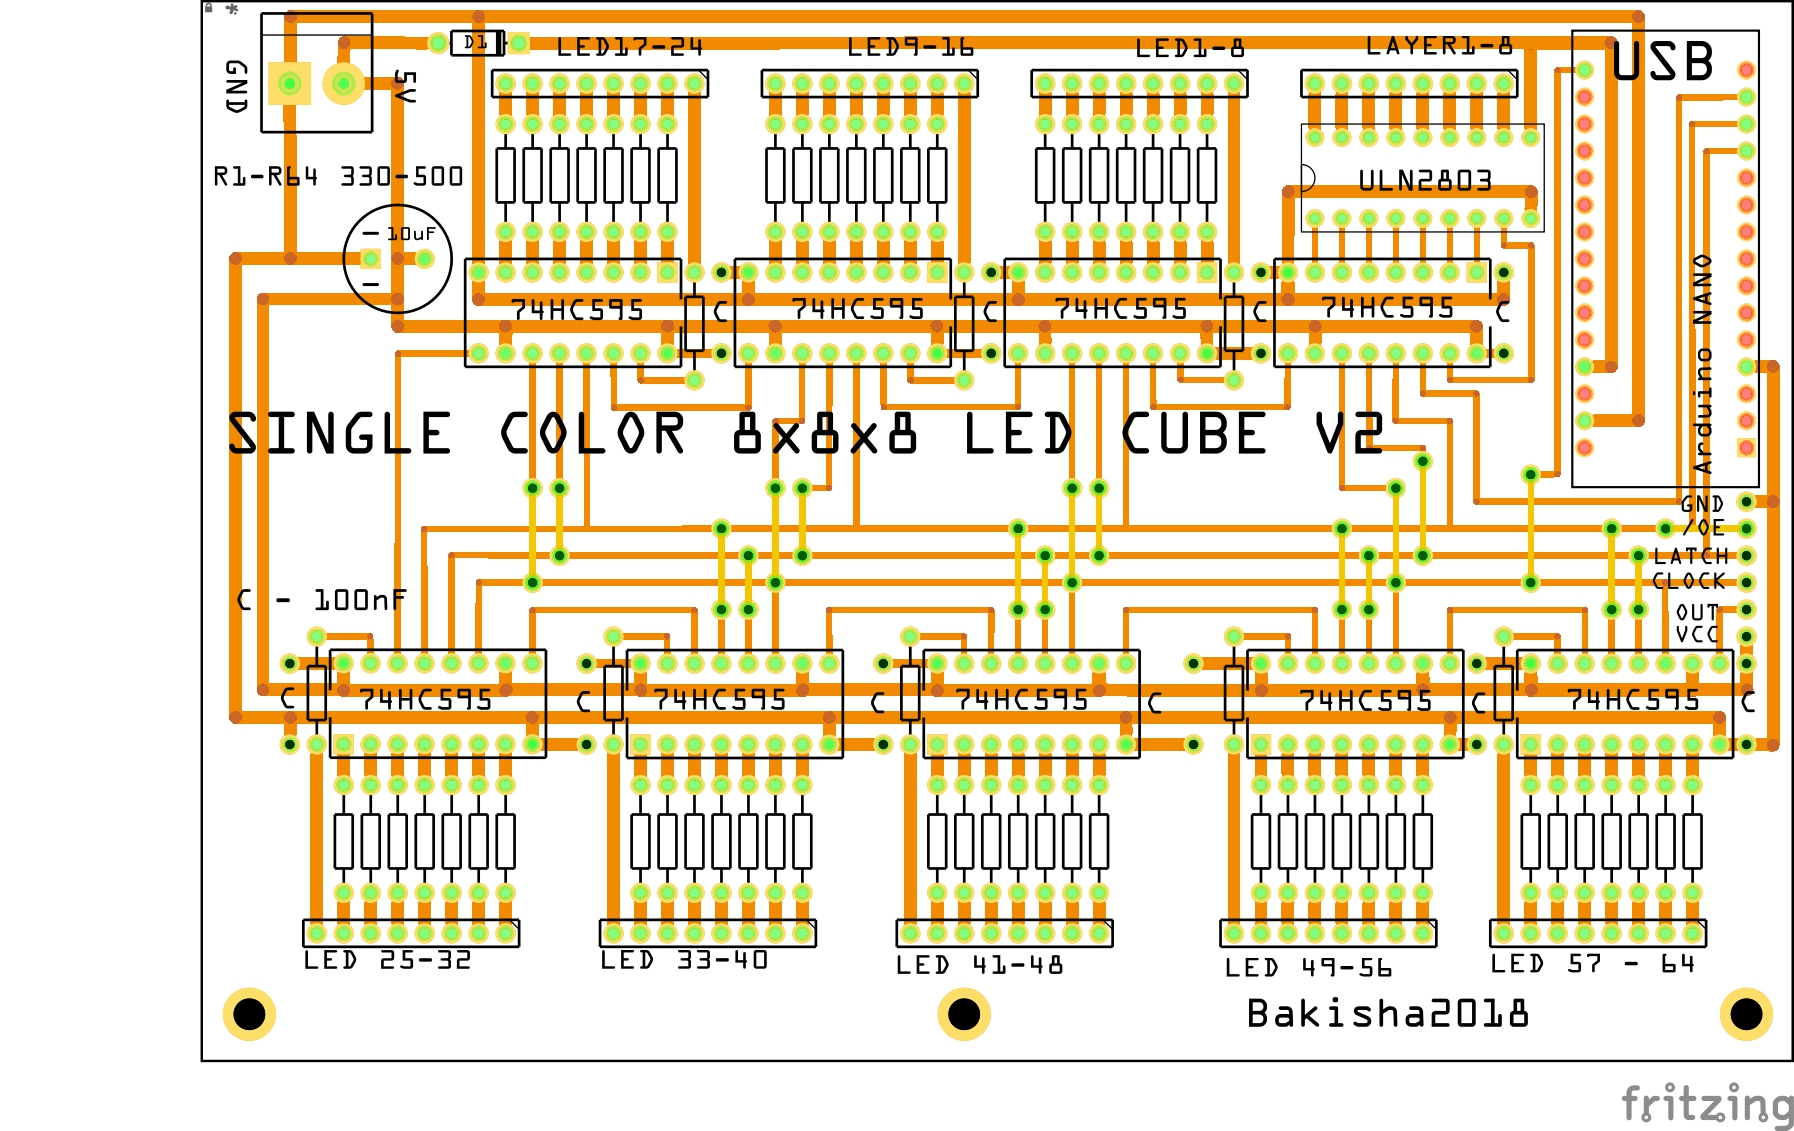 D1
LED17-24
LED9-16
LED1-8
LAYER1-8
USB
GND
5V
R1-R64 330-500
ULN2803
- 10uF
-
74HC595
C
74HC595
C
74HC595
C
74HC595
C
Arduino NANO
SINGLE COLOR 8x8x8 LED CUBE V2
GND
/OE
LATCH
CLOCK
OUT
VCC
C - 100nF
C
74HC595
C
74HC595
C
74HC595
C
74HC595
C
74HC595
C
LED 25-32
LED 33-40
LED 41-48
LED 49-56
LED 57 - 64
Bakisha2018
fritzing